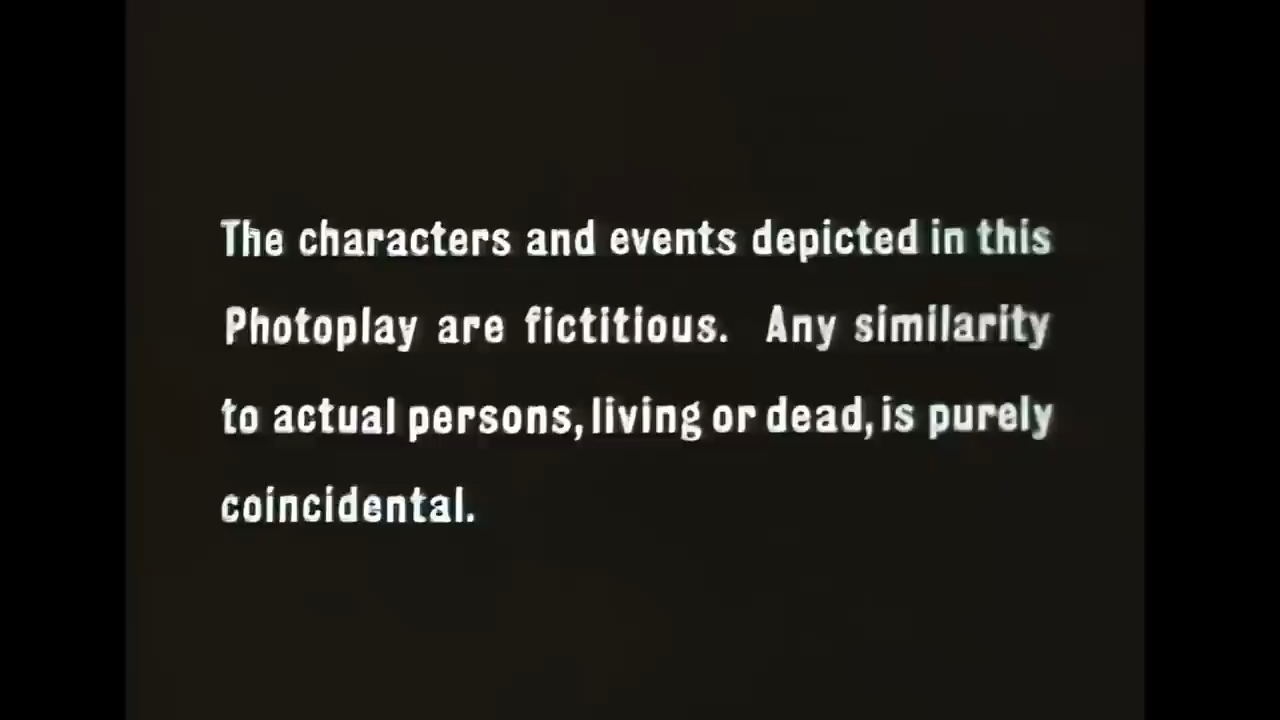 The characters and events depicted in this
Photoplay are fictitious. Any similarity
to actual persons, living or dead, is purely
coincidental.